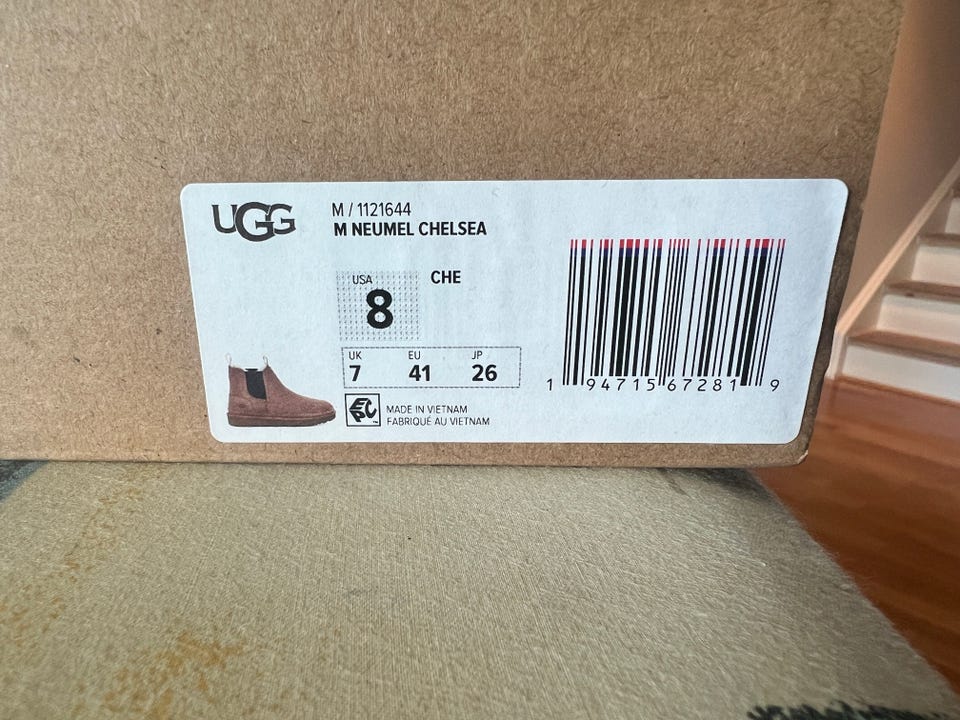 UGG
M / 1121644
M NEUMEL CHELSEA
USA
8
CHE
UK EU JP
7 41 26
EPC
MADE IN VIETNAM
FABRIQUÉ AU VIETNAM
1 94715 67281 9